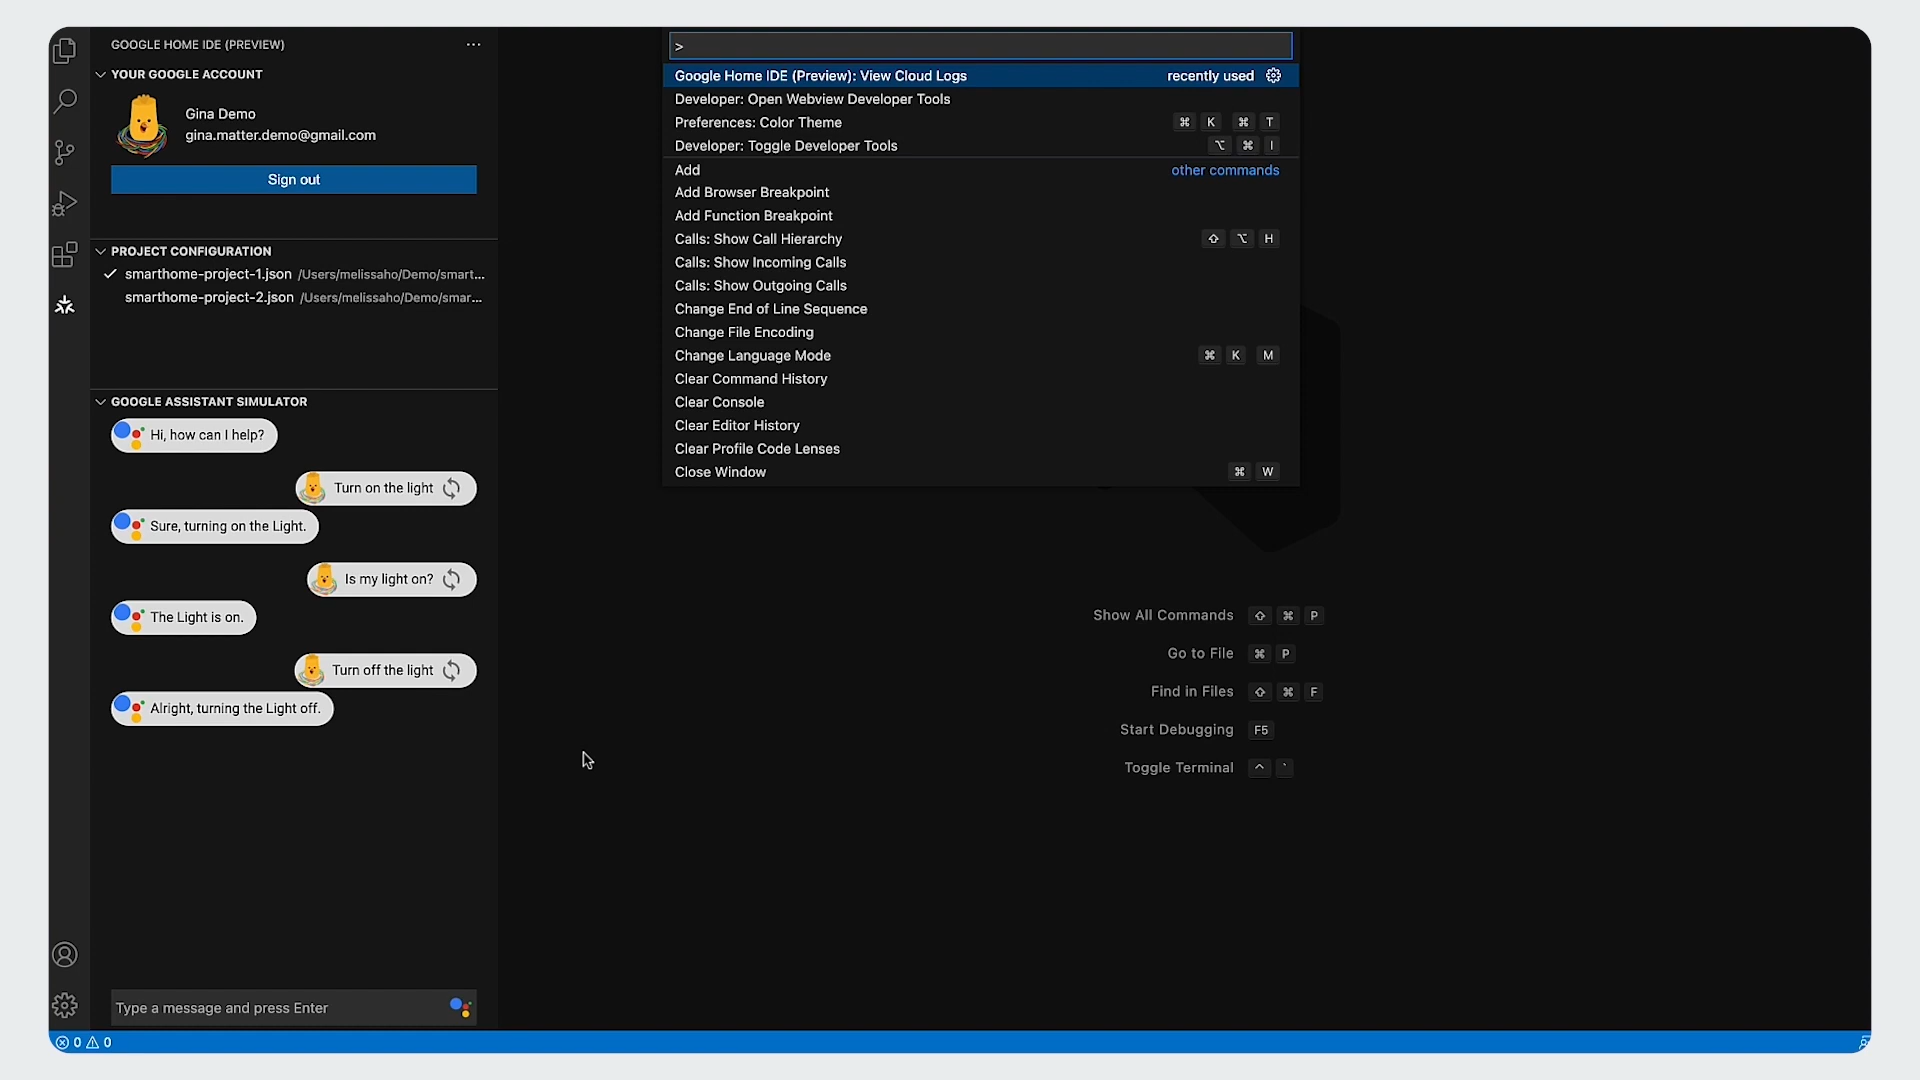 GOOGLE HOME IDE (PREVIEW)
YOUR GOOGLE ACCOUNT
Gina Demo
gina.matter.demo@gmail.com
Sign out
PROJECT CONFIGURATION
smarthome-project-1.json /Users/melissaho/Demo/smart...
smarthome-project-2.json /Users/melissaho/Demo/smar...
GOOGLE ASSISTANT SIMULATOR
Hi, how can I help?
Turn on the light
Sure, turning on the Light.
Is my light on?
The Light is on.
Turn off the light
Alright, turning the Light off.
Type a message and press Enter
0 0
>
Google Home IDE (Preview): View Cloud Logs recently used
Developer: Open Webview Developer Tools
Preferences: Color Theme ⌘ K ⌘ T
Developer: Toggle Developer Tools ⌥ ⌘ I
Add other commands
Add Browser Breakpoint
Add Function Breakpoint
Calls: Show Call Hierarchy ⇧ ⌥ H
Calls: Show Incoming Calls
Calls: Show Outgoing Calls
Change End of Line Sequence
Change File Encoding
Change Language Mode ⌘ K M
Clear Command History
Clear Console
Clear Editor History
Clear Profile Code Lenses
Close Window ⌘ W
Show All Commands ⇧ ⌘ P
Go to File ⌘ P
Find in Files ⇧ ⌘ F
Start Debugging F5
Toggle Terminal ^ `